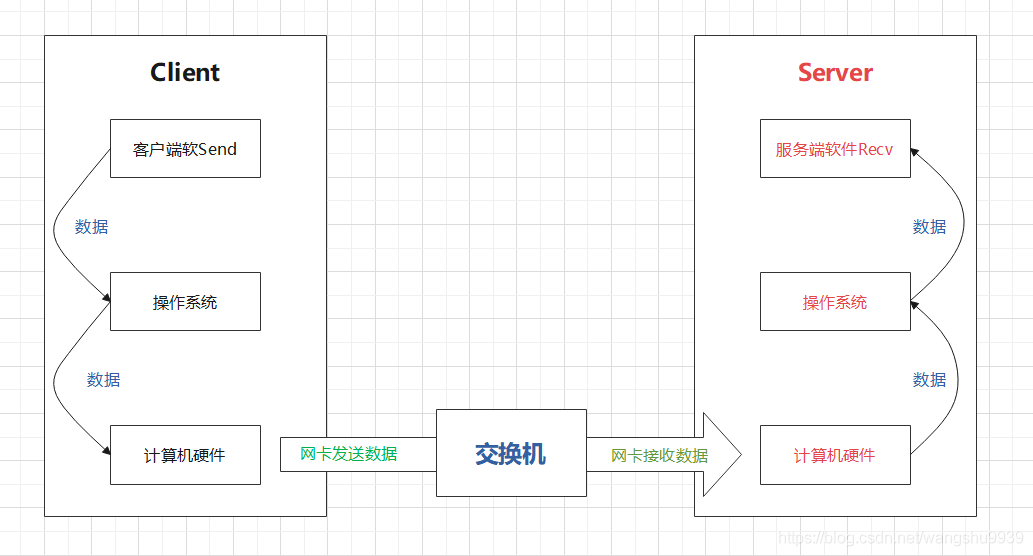 Client
客户端软Send
数据
操作系统
数据
计算机硬件
网卡发送数据
交换机
网卡接收数据
Server
服务端软件Recv
数据
操作系统
数据
计算机硬件
https://blog.csdn.net/wangshu9939